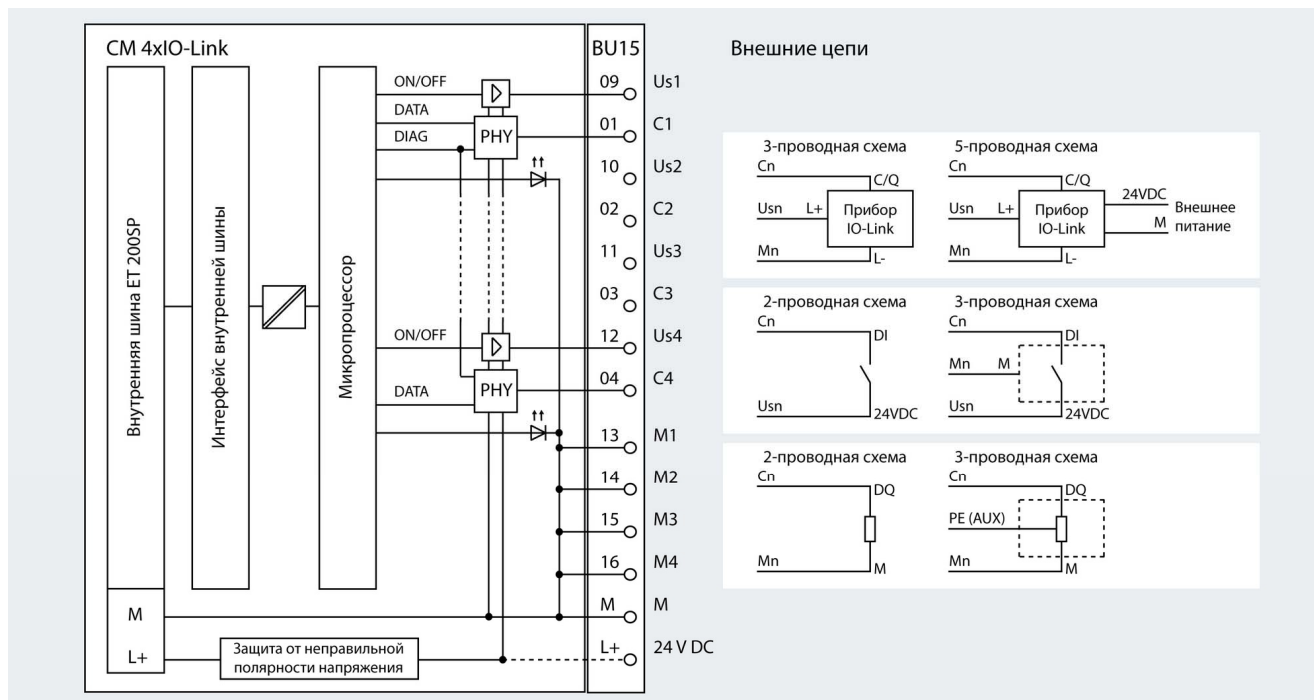 CM 4xIO-Link
BU15
Внешние цепи
Внутренняя шина ET 200SP
Интерфейс внутренней шины
Микропроцессор
ON/OFF
DATA
DIAG
PHY
ON/OFF
DATA
PHY
09 Us1
01 C1
10 Us2
02 C2
11 Us3
03 C3
12 Us4
04 C4
13 M1
14 M2
15 M3
16 M4
M M M
L+ L+ 24 V DC
Защита от неправильной
полярности напряжения
3-проводная схема
Cn
C/Q
Usn L+
Прибор
IO-Link
Mn
L-
5-проводная схема
Cn
C/Q
Usn L+
Прибор
IO-Link
24VDC
M
Внешнее
питание
Mn
L-
2-проводная схема
Cn
DI
Usn
24VDC
3-проводная схема
Cn
DI
Mn M
Usn
24VDC
2-проводная схема
Cn
DQ
Mn
M
3-проводная схема
Cn
DQ
PE (AUX)
Mn
M